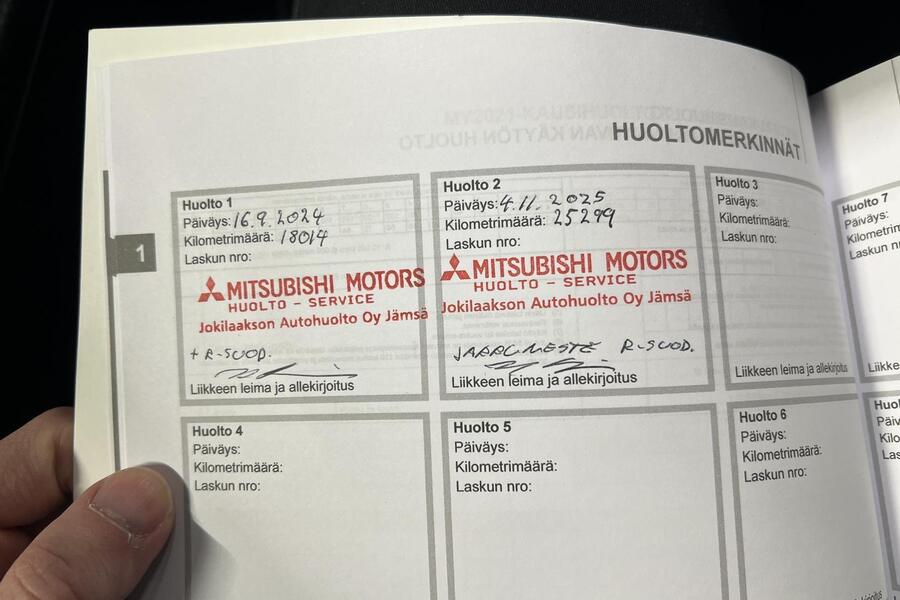 HUOLTOMERKINNÄT
1
Huolto 1
Päiväys: 16.9.2024
Kilometrimäärä: 18014
Laskun nro:
MITSUBISHI MOTORS
HUOLTO - SERVICE
Jokilaakson Autohuolto Oy Jämsä
+ R-SUOD.
Liikkeen leima ja allekirjoitus
Huolto 2
Päiväys: 4.11.2025
Kilometrimäärä: 25299
Laskun nro:
MITSUBISHI MOTORS
HUOLTO - SERVICE
Jokilaakson Autohuolto Oy Jämsä
JARRUNESTE R-SUOD.
Liikkeen leima ja allekirjoitus
Huolto 3
Päiväys:
Kilometrimäärä:
Laskun nro:
Liikkeen leima ja allekirjoitus
Huolto 7
Päiväys:
Laskun
Huolto 4
Päiväys:
Kilometrimäärä:
Laskun nro:
Huolto 5
Päiväys:
Kilometrimäärä:
Laskun nro:
Huolto 6
Päiväys:
Kilometrimäärä:
Laskun nro: